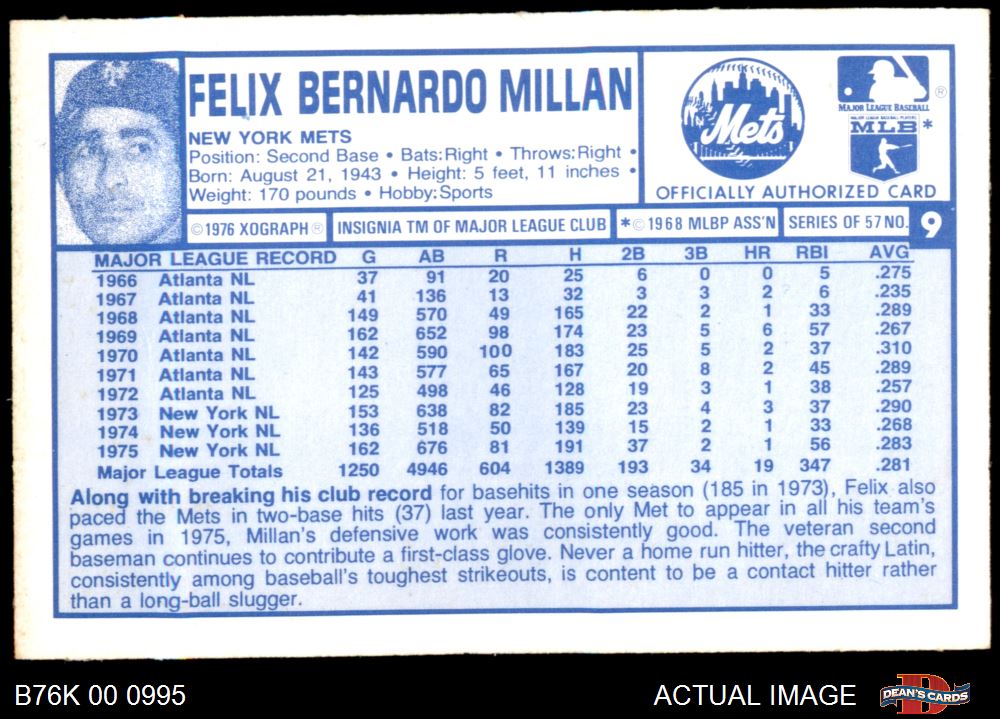 FELIX BERNARDO MILLAN
NEW YORK METS
Position: Second Base • Bats:Right • Throws:Right •
Born: August 21, 1943 • Height: 5 feet, 11 inches •
Weight: 170 pounds • Hobby:Sports
Mets
®
MAJOR LEAGUE BASEBALL
MAJOR LEAGUE BASEBALL PLAYERS
MLB *
OFFICIALLY AUTHORIZED CARD
©1976 XOGRAPH® INSIGNIA TM OF MAJOR LEAGUE CLUB *©1968 MLBP ASS'N SERIES OF 57 NO. 9
MAJOR LEAGUE RECORD G AB R H 2B 3B HR RBI AVG
1966 Atlanta NL 37 91 20 25 6 0 0 5 .275
1967 Atlanta NL 41 136 13 32 3 3 2 6 .235
1968 Atlanta NL 149 570 49 165 22 2 1 33 .289
1969 Atlanta NL 162 652 98 174 23 5 6 57 .267
1970 Atlanta NL 142 590 100 183 25 5 2 37 .310
1971 Atlanta NL 143 577 65 167 20 8 2 45 .289
1972 Atlanta NL 125 498 46 128 19 3 1 38 .257
1973 New York NL 153 638 82 185 23 4 3 37 .290
1974 New York NL 136 518 50 139 15 2 1 33 .268
1975 New York NL 162 676 81 191 37 2 1 56 .283
Major League Totals 1250 4946 604 1389 193 34 19 347 .281
Along with breaking his club record for basehits in one season (185 in 1973), Felix also
paced the Mets in two-base hits (37) last year. The only Met to appear in all his team's
games in 1975, Millan's defensive work was consistently good. The veteran second
baseman continues to contribute a first-class glove. Never a home run hitter, the crafty Latin,
consistently among baseball's toughest strikeouts, is content to be a contact hitter rather
than a long-ball slugger.
B76K 00 0995 ACTUAL IMAGE DEAN'S CARDS